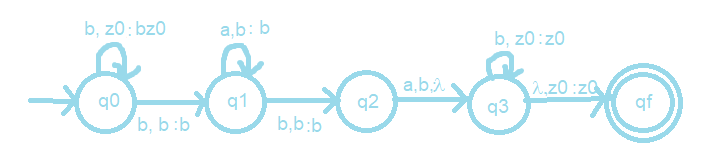 b, z0:bz0
a,b: b
b, z0:z0
q0
b, b:b
q1
b,b:b
q2
a,b,λ
q3
λ,z0:z0
qf